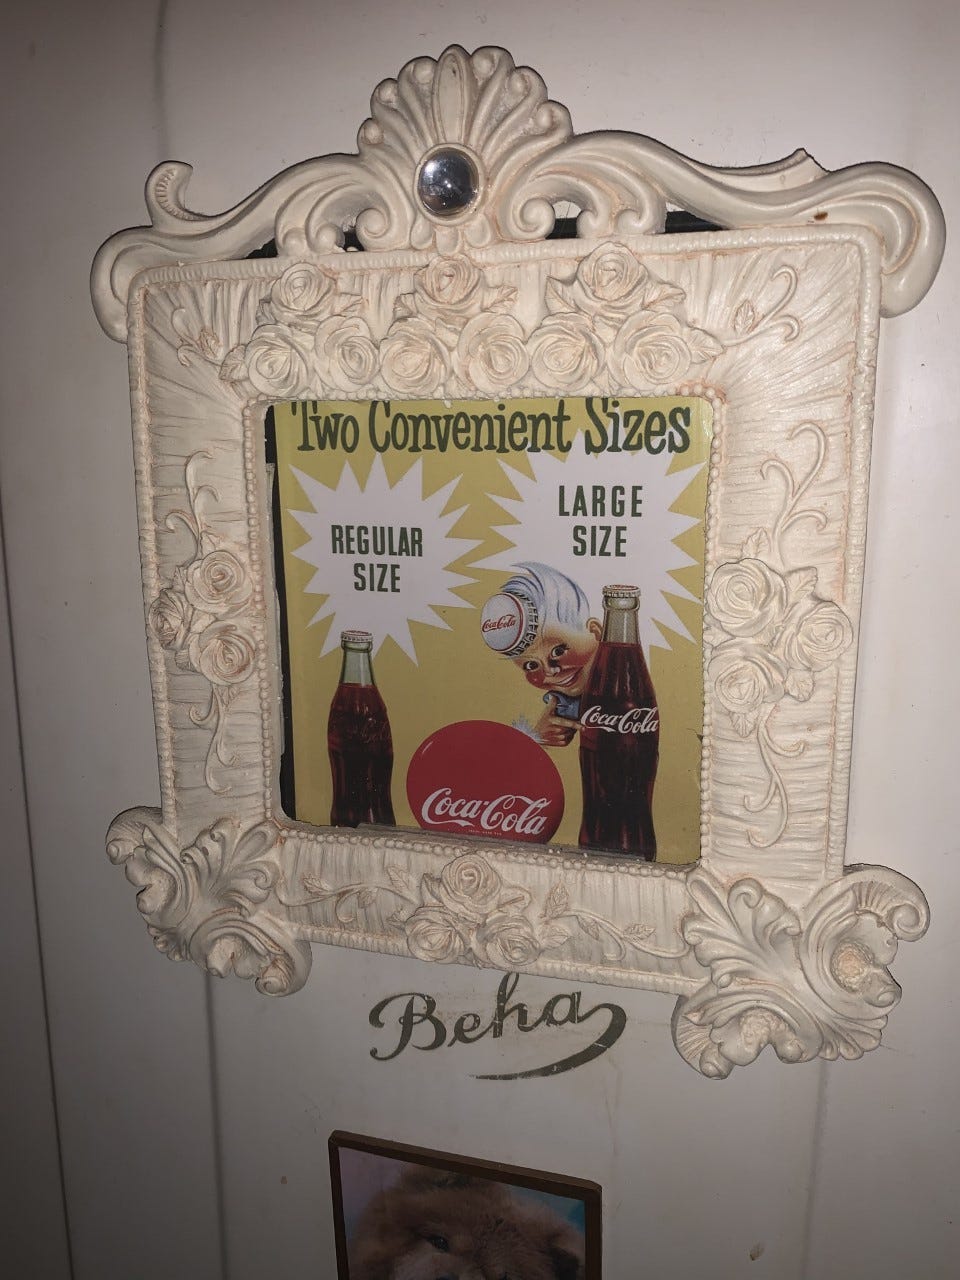 Two Convenient Sizes
REGULAR
SIZE
LARGE
SIZE
Coca-Cola
Coca-Cola
Coca-Cola
Beha